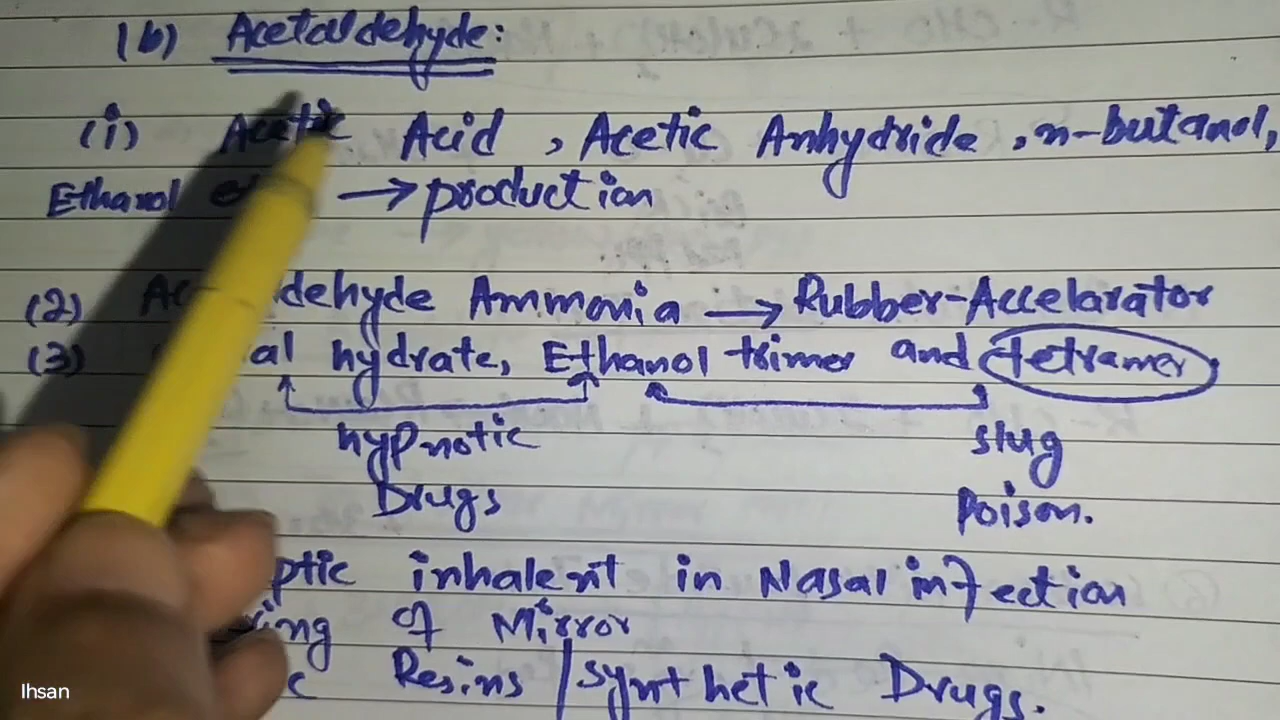 (b) Acetaldehyde:
(i) Acetic Acid, Acetic Anhydride, n-butanol,
Ethanol → production
(2) dehyde Ammonia → Rubber-Accelarator
(3) al hydrate, Ethanol trimer and tetramer
hypnotic slug
Drugs Poison.
ptic inhalent in Nasal infection
ring of Mirror
c Resins / synthetic Drugs.
Ihsan